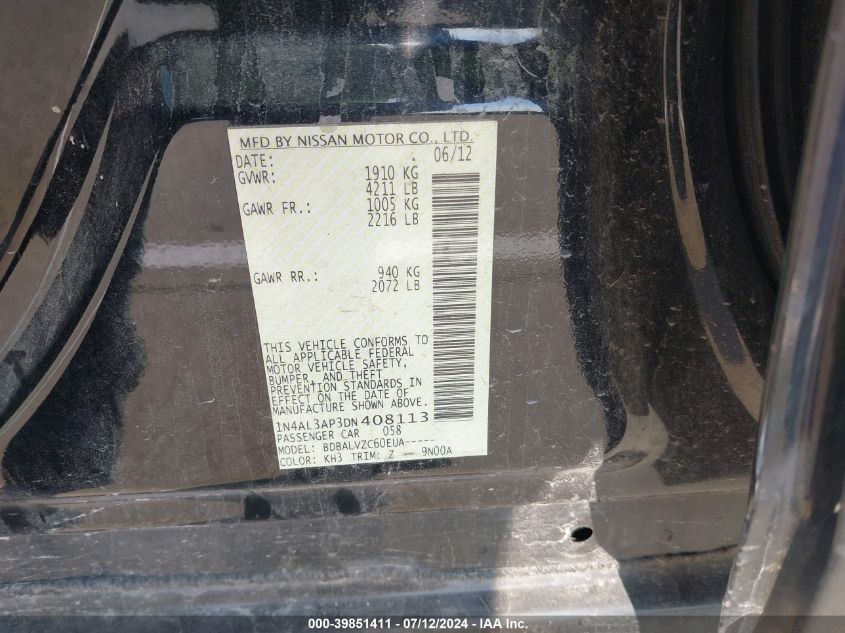 MFD BY NISSAN MOTOR CO., LTD.
DATE: 06/12
GVWR: 1910 KG
4211 LB
GAWR FR.: 1005 KG
2216 LB
GAWR RR.: 940 KG
2072 LB
THIS VEHICLE CONFORMS TO
ALL APPLICABLE FEDERAL
MOTOR VEHICLE SAFETY,
BUMPER, AND THEFT
PREVENTION STANDARDS IN
EFFECT ON THE DATE OF
MANUFACTURE SHOWN ABOVE.
1N4AL3AP3DN408113
PASSENGER CAR 058
MODEL: BDBALVZC60EUA-----
COLOR: KH3 TRIM: Z — 9N00A
000-39851411 - 07/12/2024 - IAAI Inc.